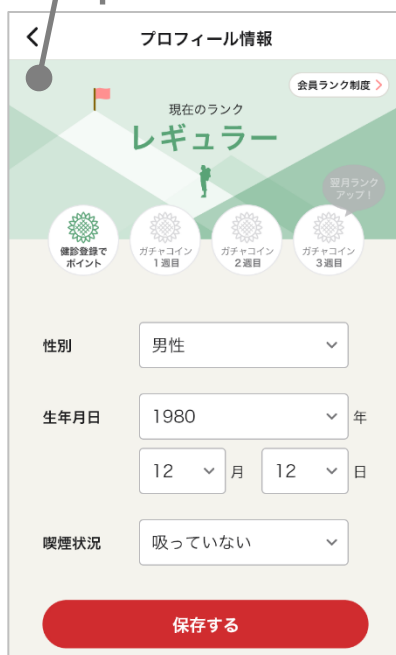 プロフィール情報
会員ランク制度
現在のランク
レギュラー
翌月ランク
アップ！
健診登録で
ポイント
ガチャコイン
1週目
ガチャコイン
2週目
ガチャコイン
3週目
性別
男性
生年月日
1980 年
12 月 12 日
喫煙状況
吸っていない
保存する